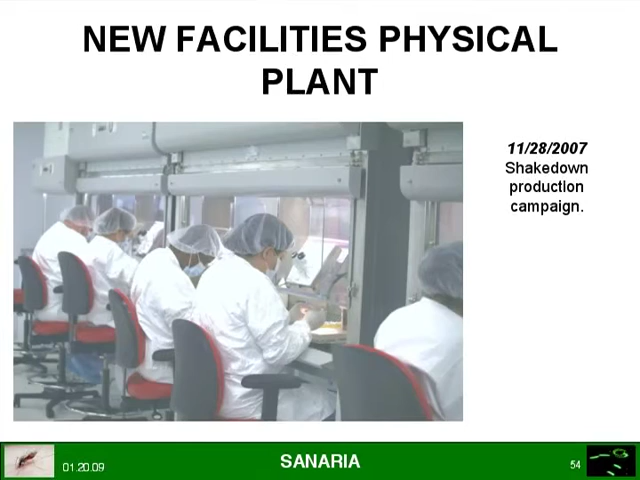 NEW FACILITIES PHYSICAL
PLANT
11/28/2007
Shakedown
production
campaign.
01.20.09
SANARIA
54